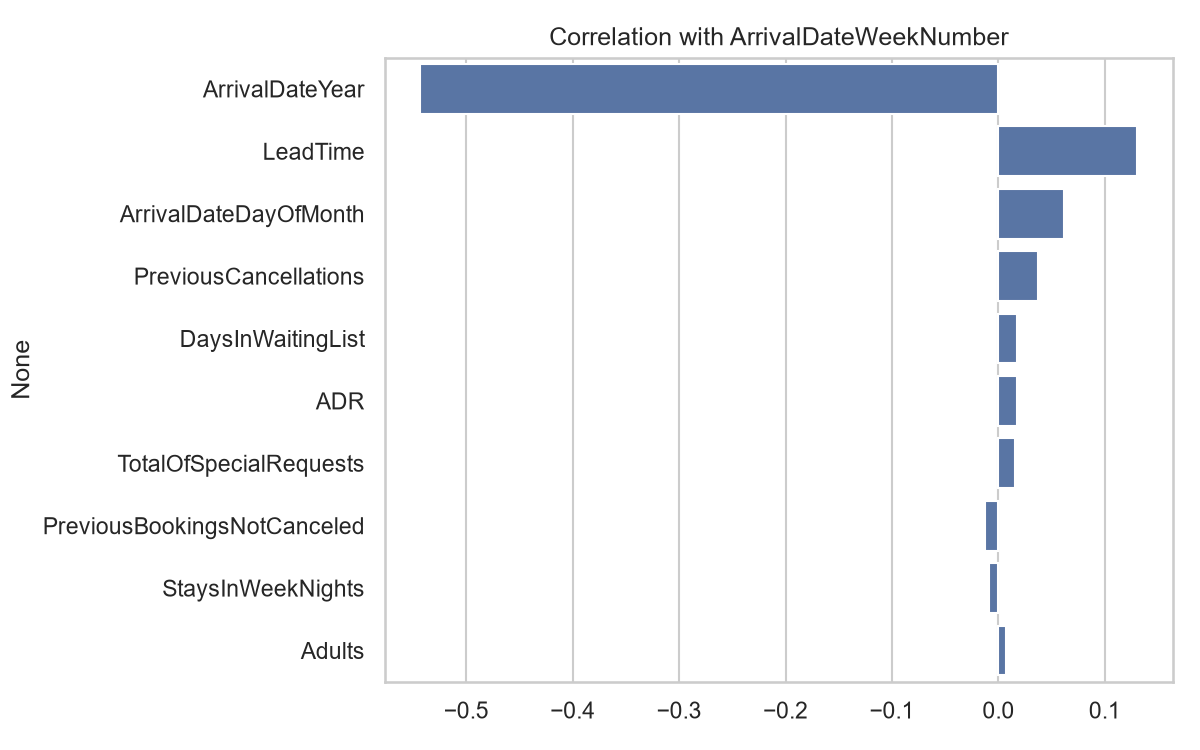 Correlation with ArrivalDateWeekNumber
ArrivalDateYear
LeadTime
ArrivalDateDayOfMonth
PreviousCancellations
DaysInWaitingList
ADR
TotalOfSpecialRequests
PreviousBookingsNotCanceled
StaysInWeekNights
Adults
None
−0.5 −0.4 −0.3 −0.2 −0.1 0.0 0.1